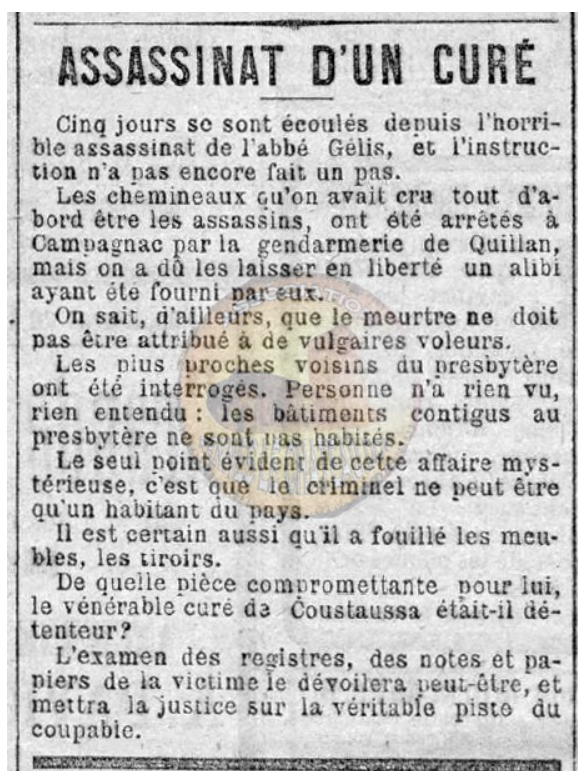 ASSASSINAT D'UN CURÉ
Cinq jours se sont écoulés depuis l'horri-
ble assassinat de l'abbé Gélis, et l'instruc-
tion n'a pas encore fait un pas.
Les chemineaux qu'on avait cru tout d'a-
bord être les assassins, ont été arrêtés à
Campagnac par la gendarmerie de Quillan,
mais on a dû les laisser en liberté un alibi
ayant été fourni par eux.
On sait, d'ailleurs, que le meurtre ne doit
pas être attribué à de vulgaires voleurs.
Les plus proches voisins du presbytère
ont été interrogés. Personne n'a rien vu,
rien entendu : les bâtiments contigus au
presbytère ne sont pas habités.
Le seul point évident de cette affaire mys-
térieuse, c'est que le criminel ne peut être
qu'un habitant du pays.
Il est certain aussi qu'il a fouillé les meu-
bles, les tiroirs.
De quelle pièce compromettante pour lui,
le vénérable curé de Coustaussa était-il dé-
tenteur?
L'examen des registres, des notes et pa-
piers de la victime le dévoilera peut-être, et
mettra la justice sur la véritable piste du
coupable.